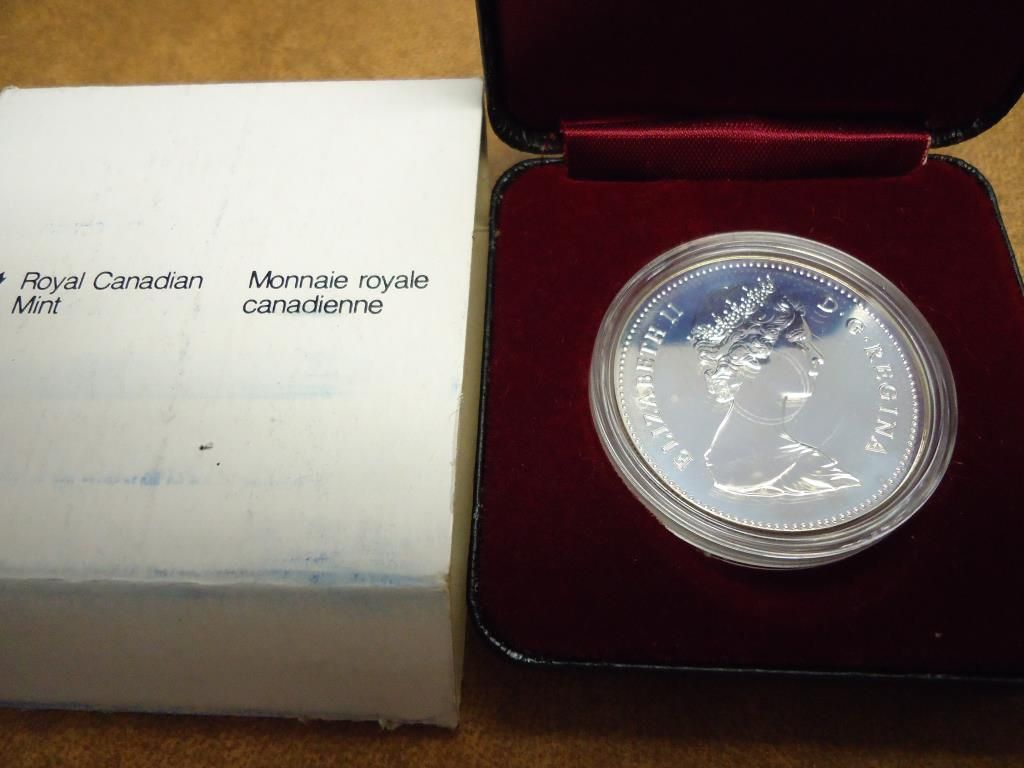 Royal Canadian
Mint
Monnaie royale
canadienne
ELIZABETH II D.G.REGINA